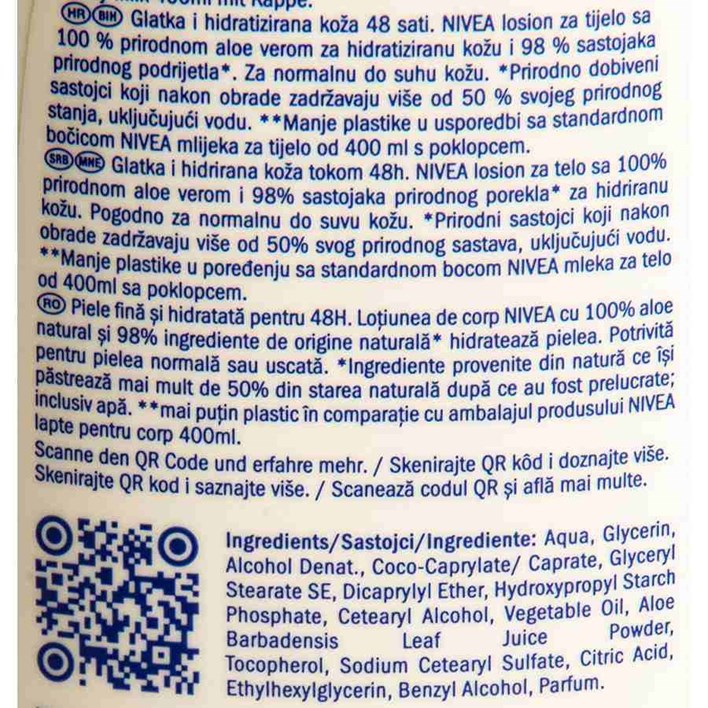 Milk 400ml mit Kappe.
HR BIH Glatka i hidratizirana koža 48 sati. NIVEA losion za tijelo sa
100 % prirodnom aloe verom za hidratiziranu kožu i 98 % sastojaka
prirodnog podrijetla*. Za normalnu do suhu kožu. *Prirodno dobiveni
sastojci koji nakon obrade zadržavaju više od 50 % svojeg prirodnog
stanja, uključujući vodu. **Manje plastike u usporedbi sa standardnom
bočicom NIVEA mlijeka za tijelo od 400 ml s poklopcem.
SRB MNE Glatka i hidrirana koža tokom 48h. NIVEA losion za telo sa 100%
prirodnom aloe verom i 98% sastojaka prirodnog porekla* za hidriranu
kožu. Pogodno za normalnu do suvu kožu. *Prirodni sastojci koji nakon
obrade zadržavaju više od 50% svog prirodnog sastava, uključujući vodu.
**Manje plastike u poređenju sa standardnom bocom NIVEA mleka za telo
od 400ml sa poklopcem.
RO Piele fină și hidratată pentru 48H. Loțiunea de corp NIVEA cu 100% aloe
natural și 98% ingrediente de origine naturală* hidratează pielea. Potrivită
pentru pielea normală sau uscată. *Ingrediente provenite din natură ce își
păstrează mai mult de 50% din starea naturală după ce au fost prelucrate;
inclusiv apă. **mai puțin plastic în comparație cu ambalajul produsului NIVEA
lapte pentru corp 400ml.
Scanne den QR Code und erfahre mehr. / Skenirajte QR kôd i doznajte više.
Skenirajte QR kod i saznajte više. / Scanează codul QR și află mai multe.
Ingredients/Sastojci/Ingrediente: Aqua, Glycerin,
Alcohol Denat., Coco-Caprylate/ Caprate, Glyceryl
Stearate SE, Dicaprylyl Ether, Hydroxypropyl Starch
Phosphate, Cetearyl Alcohol, Vegetable Oil, Aloe
Barbadensis Leaf Juice Powder,
Tocopherol, Sodium Cetearyl Sulfate, Citric Acid,
Ethylhexylglycerin, Benzyl Alcohol, Parfum.